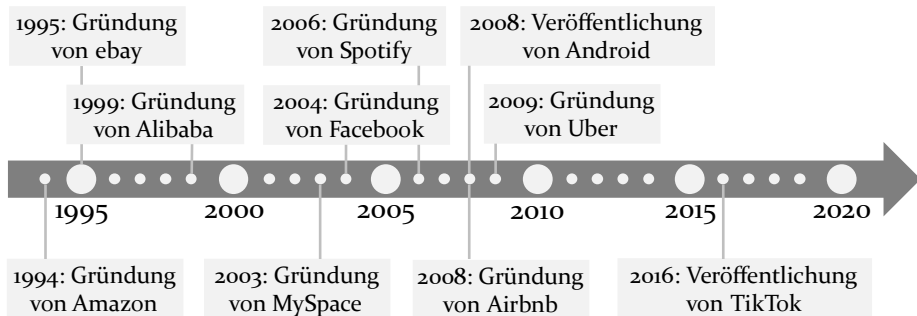 1995: Gründung
von ebay
2006: Gründung
von Spotify
2008: Veröffentlichung
von Android
1999: Gründung
von Alibaba
2004: Gründung
von Facebook
2009: Gründung
von Uber
1995
2000
2005
2010
2015
2020
1994: Gründung
von Amazon
2003: Gründung
von MySpace
2008: Gründung
von Airbnb
2016: Veröffentlichung
von TikTok